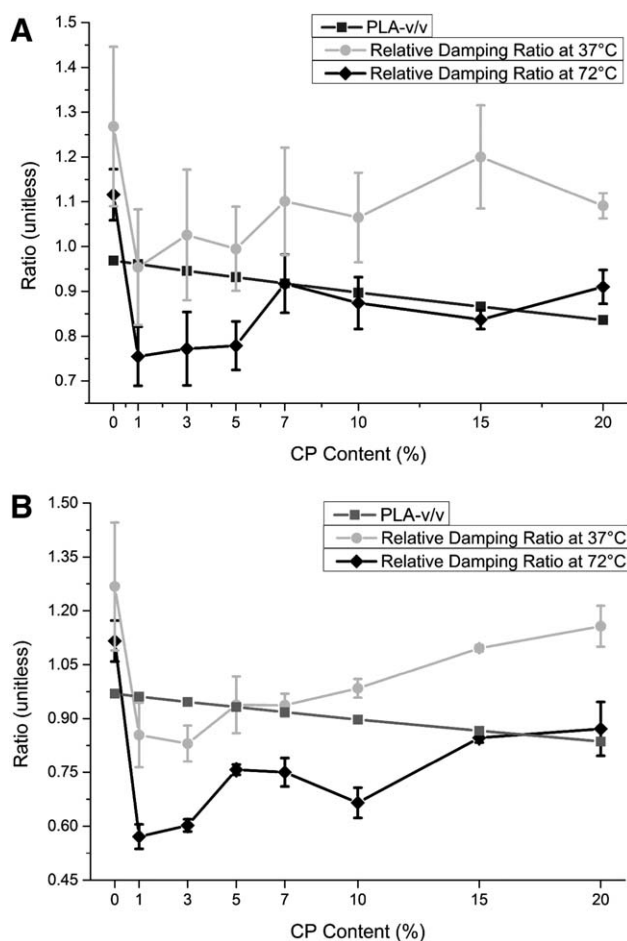 A
PLA-v/v
Relative Damping Ratio at 37°C
Relative Damping Ratio at 72°C
1.5
1.4
1.3
1.2
1.1
1.0
0.9
0.8
0.7
Ratio (unitless)
0 1 3 5 7 10 15 20
CP Content (%)
B
PLA-v/v
Relative Damping Ratio at 37°C
Relative Damping Ratio at 72°C
1.50
1.35
1.20
1.05
0.90
0.75
0.60
0.45
Ratio (unitless)
0 1 3 5 7 10 15 20
CP Content (%)